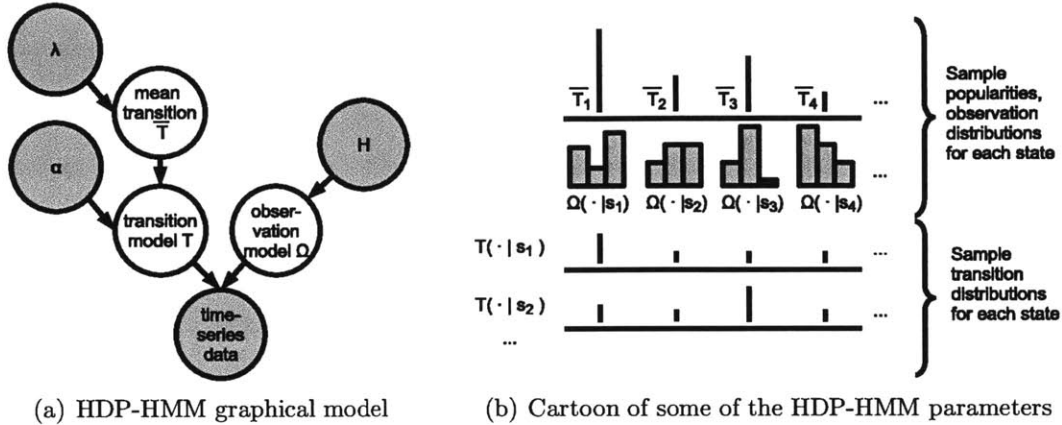 λ
mean
transition
T̅
α
H
transition
model T
obser-
vation
model Ω
time-
series
data
(a) HDP-HMM graphical model
T̅₁ T̅₂ T̅₃ T̅₄ ...
...
Ω( · |s₁) Ω( · |s₂) Ω( · |s₃) Ω( · |s₄)
Sample
popularities,
observation
distributions
for each state
T( · | s₁) ...
T( · | s₂) ...
...
Sample
transition
distributions
for each state
(b) Cartoon of some of the HDP-HMM parameters